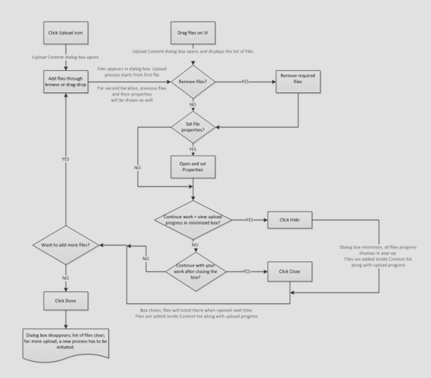 Click Upload icon
Drag files on UI
Upload Content dialog box opens
Upload Content dialog box opens and displays the list of files
Add files through
browse or drag drop
Files appears in dialog box. Upload
process starts from first file
For second iteration, previous files
and then properties
will be shown as well
Remove files?
YES
Remove required
files
NO
Set file
properties?
YES
NO
Open and set
Properties
YES
Continue work + view upload
progress in minimized box?
YES
Click Hide
NO
Want to add more files?
Continue with your
work after closing the
box?
YES
Click Close
NO
Dialog box minimizes, all files progress
displays in pop-up
Files are added inside Content list
along with upload progress
NO
Click Done
Box closes, files will listed there when opened next time.
Files are added inside Content list along with upload progress
Dialog box disappears, list of files clear,
for more upload, a new process has to be
initiated.